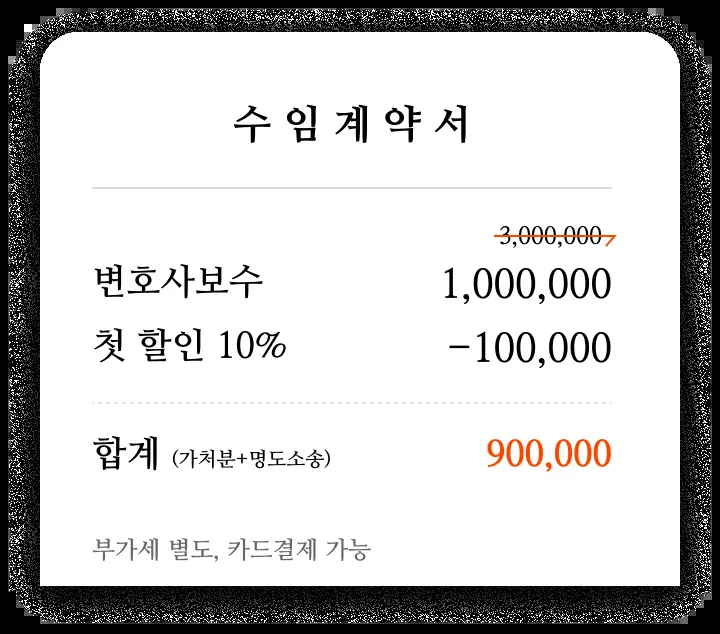 수임계약서
3,000,000
변호사보수 1,000,000
첫 할인 10% -100,000
합계 (가처분+명도소송) 900,000
부가세 별도, 카드결제 가능